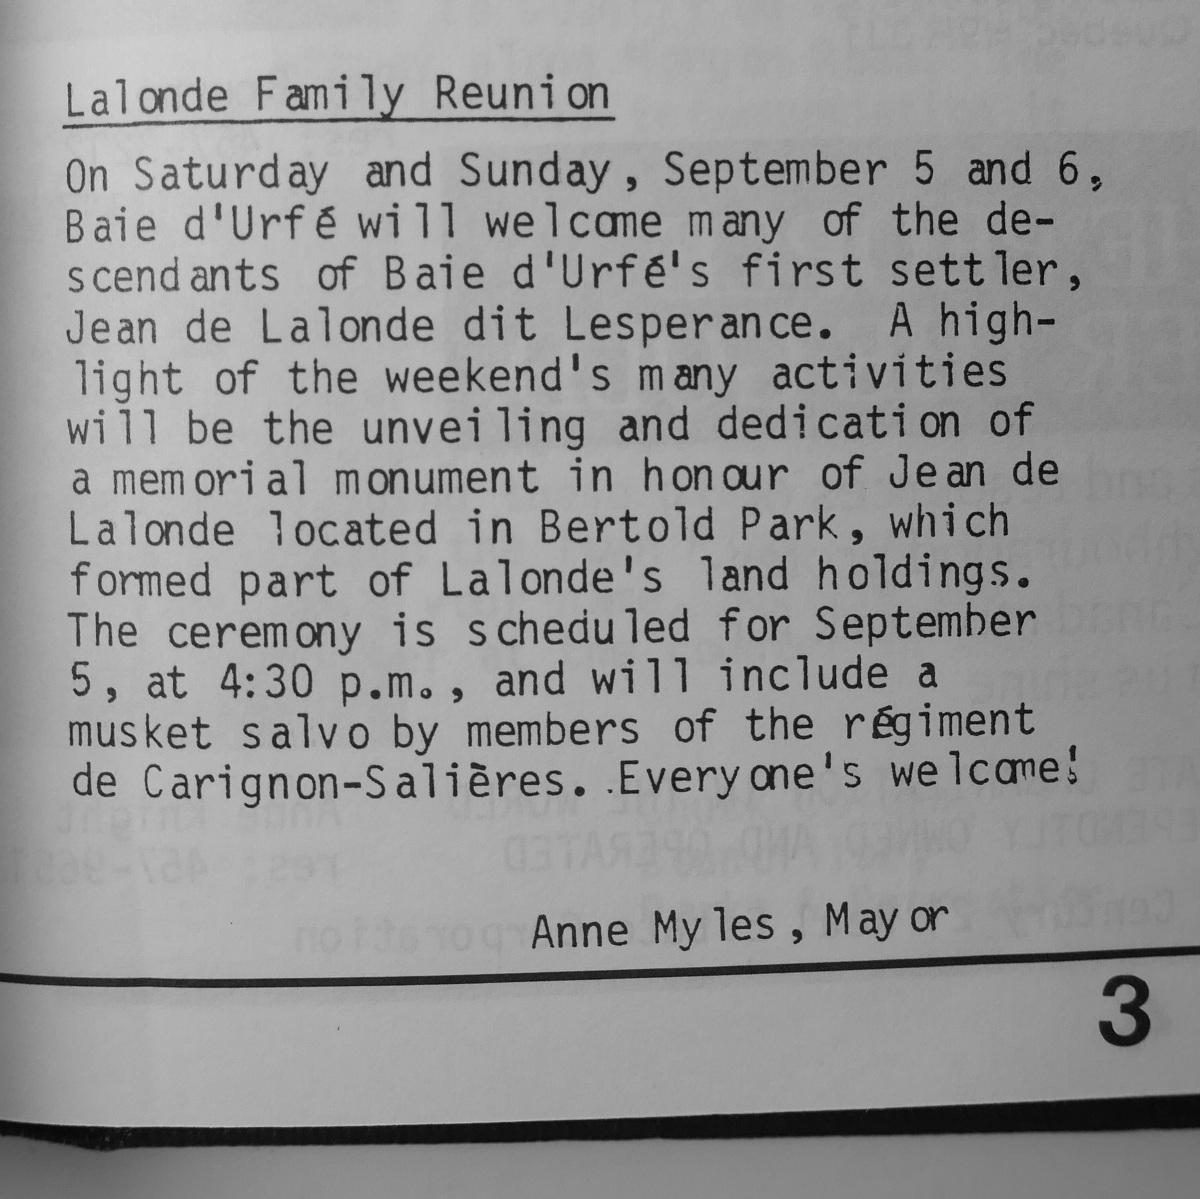 Lalonde Family Reunion
On Saturday and Sunday, September 5 and 6,
Baie d'Urfé will welcome many of the de-
scendants of Baie d'Urfé's first settler,
Jean de Lalonde dit Lesperance. A high-
light of the weekend's many activities
will be the unveiling and dedication of
a memorial monument in honour of Jean de
Lalonde located in Bertold Park, which
formed part of Lalonde's land holdings.
The ceremony is scheduled for September
5, at 4:30 p.m., and will include a
musket salvo by members of the régiment
de Carignon-Salières. .Everyone's welcome!
Anne Myles, Mayor
3